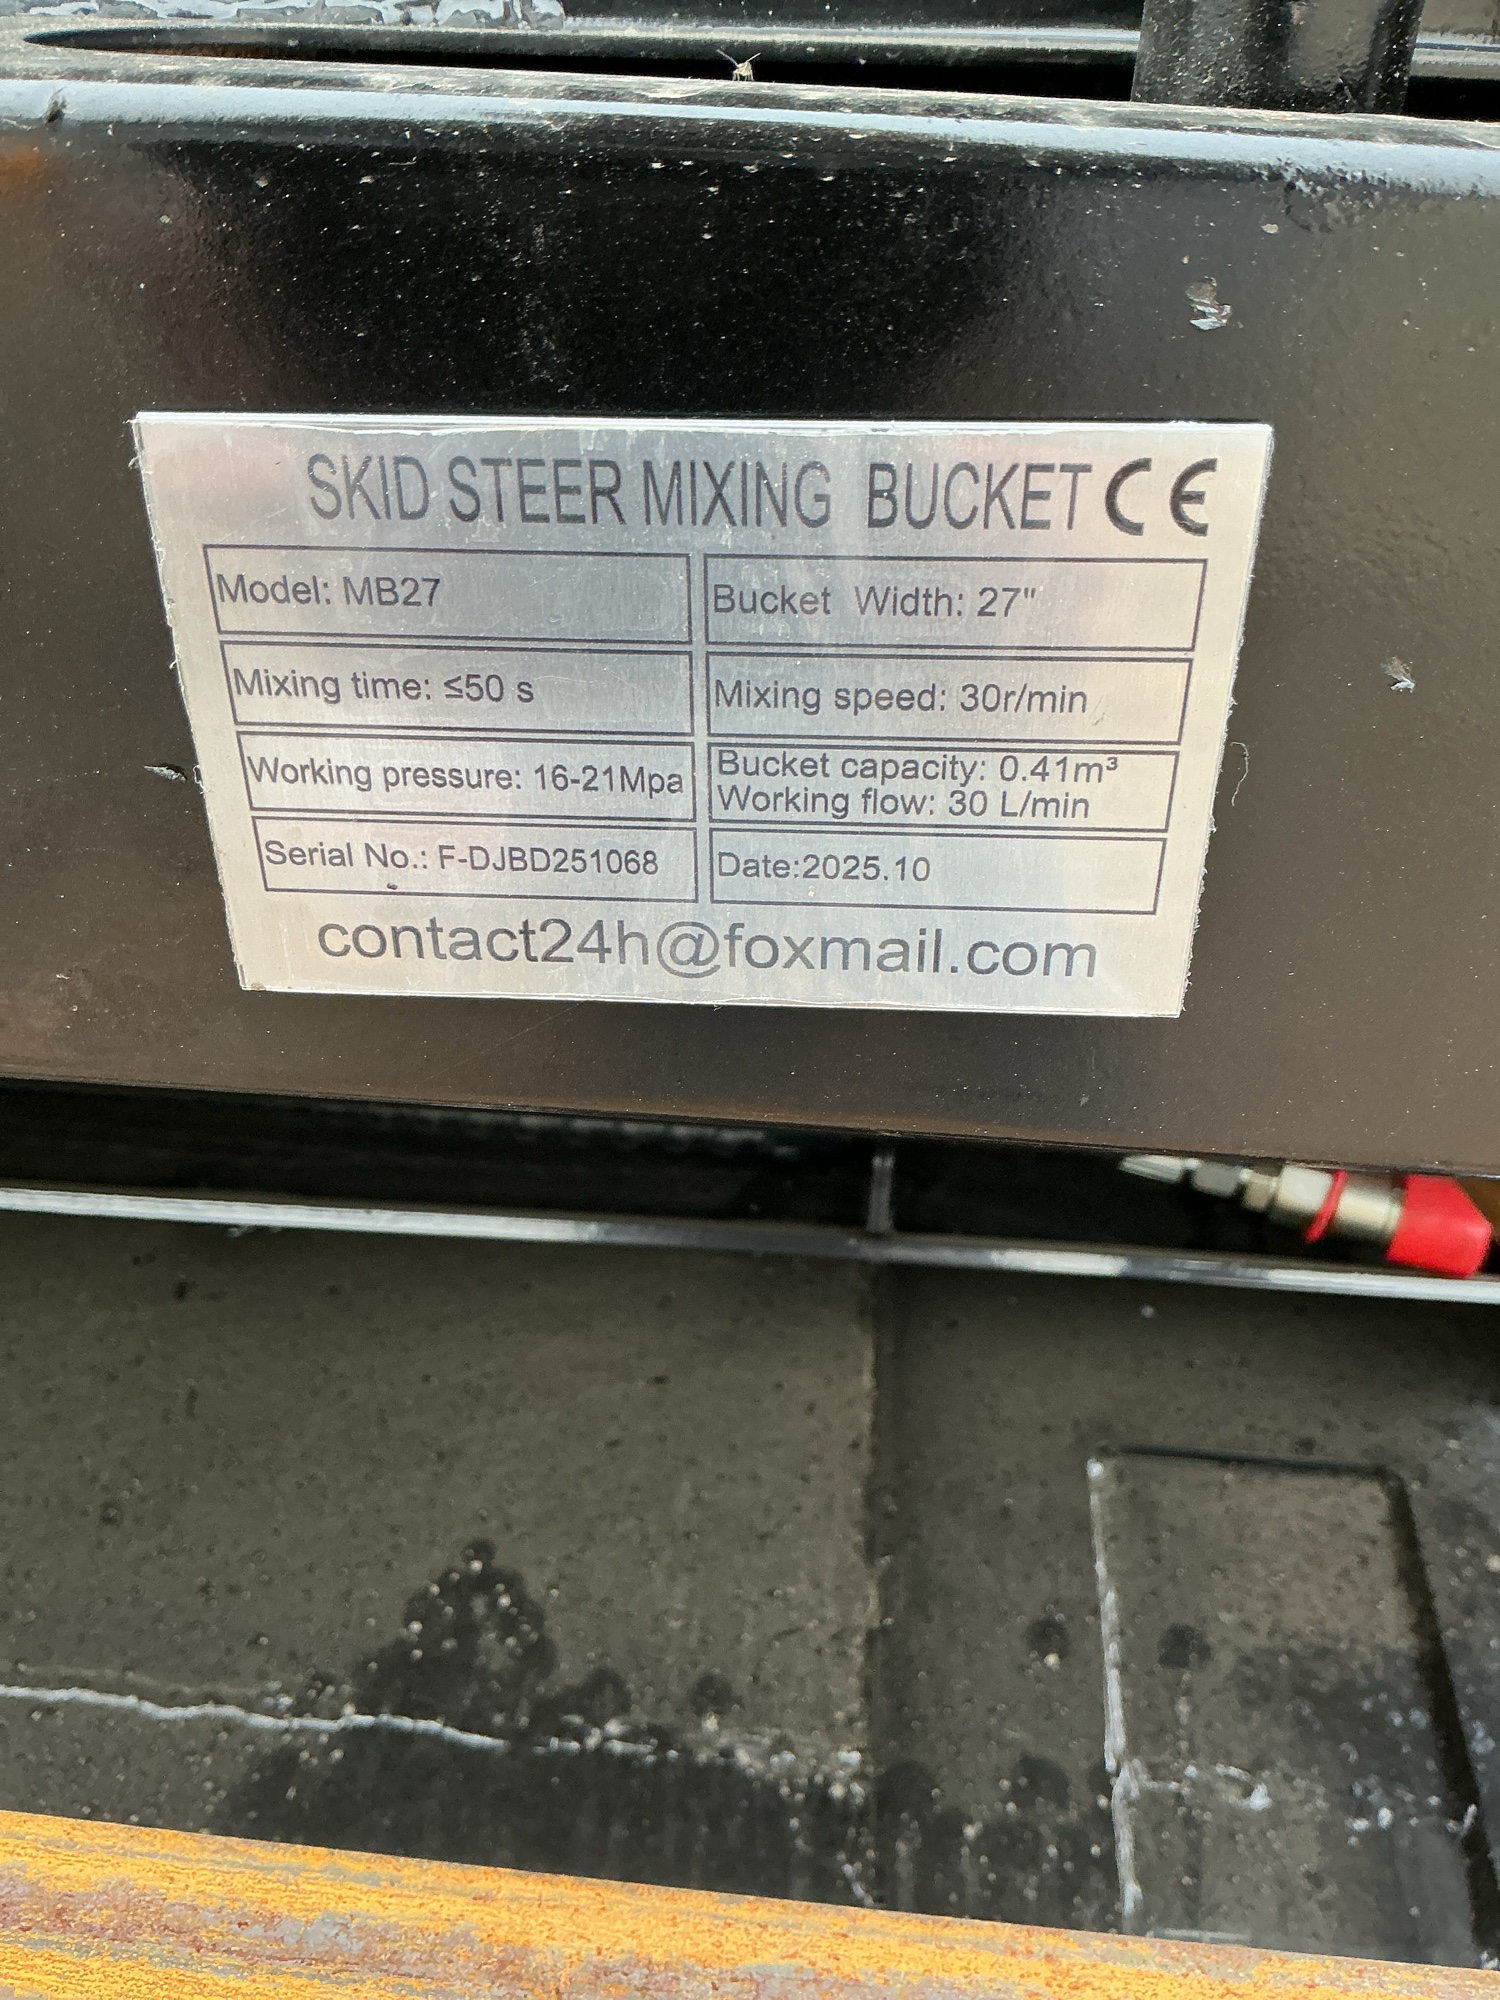 SKID STEER MIXING BUCKET CE
Model: MB27
Bucket Width: 27"
Mixing time: ≤50 s
Mixing speed: 30r/min
Working pressure: 16-21Mpa
Bucket capacity: 0.41m³
Working flow: 30 L/min
Serial No.: F-DJBD251068
Date:2025.10
contact24h@foxmail.com